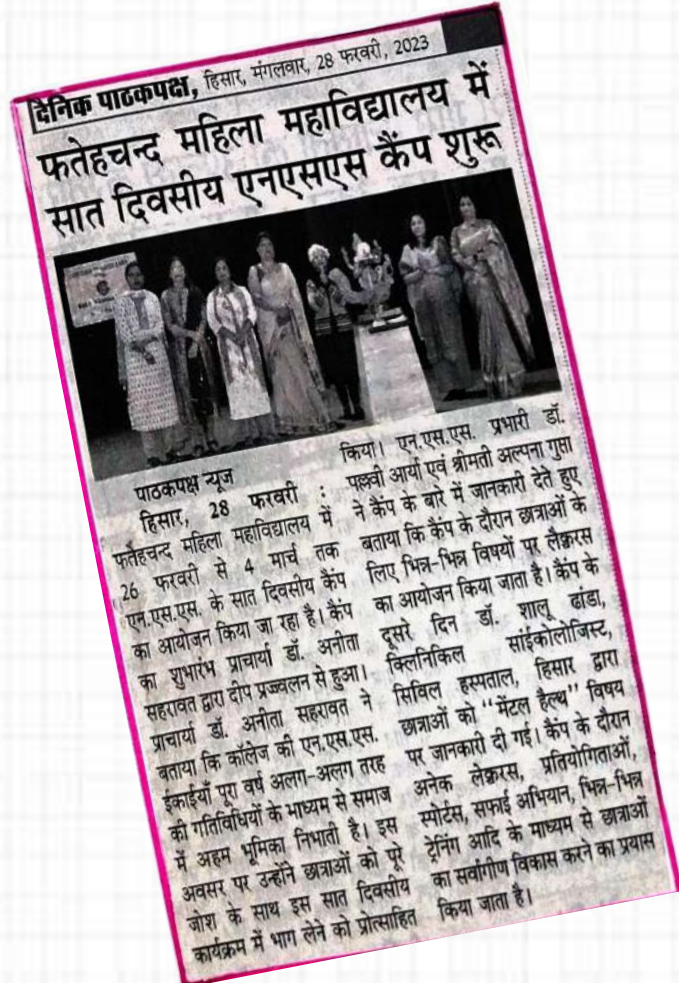 दैनिक पाठकपक्ष, हिसार, मंगलवार, 28 फरवरी, 2023
फतेहचन्द महिला महाविद्यालय में
सात दिवसीय एनएसएस कैंप शुरू
पाठकपक्ष न्यूज
हिसार, 28 फरवरी :
फतेहचन्द महिला महाविद्यालय में
26 फरवरी से 4 मार्च तक
एन.एस.एस. के सात दिवसीय कैंप
का आयोजन किया जा रहा है। कैंप
का शुभारंभ प्राचार्या डॉ. अनीता
सहरावत द्वारा दीप प्रज्ज्वलन से हुआ।
प्राचार्या डॉ. अनीता सहरावत ने
बताया कि कॉलेज की एन.एस.एस.
ईकाईयाँ पूरा वर्ष अलग-अलग तरह
की गतिविधियों के माध्यम से समाज
में अहम भूमिका निभाती है। इस
अवसर पर उन्होंने छात्राओं को पूरे
जोश के साथ इस सात दिवसीय
कार्यक्रम में भाग लेने को प्रोत्साहित
किया। एन.एस.एस. प्रभारी डॉ.
पल्लवी आर्या एवं श्रीमती अल्पना गुप्ता
ने कैंप के बारे में जानकारी देते हुए
बताया कि कैंप के दौरान छात्राओं के
लिए भिन्न-भिन्न विषयों पर लैक्चरस
का आयोजन किया जाता है। कैंप के
दूसरे दिन डॉ. शालू ढांडा,
क्लिनिकिल साईकोलोजिस्ट,
सिविल हस्पताल, हिसार द्वारा
छात्राओं को "मेंटल हैल्थ" विषय
पर जानकारी दी गई। कैंप के दौरान
अनेक लेक्चरस, प्रतियोगिताओं,
स्पोर्टस, सफाई अभियान, भिन्न-भिन्न
ट्रेनिंग आदि के माध्यम से छात्राओं
का सर्वांगीण विकास करने का प्रयास
किया जाता है।